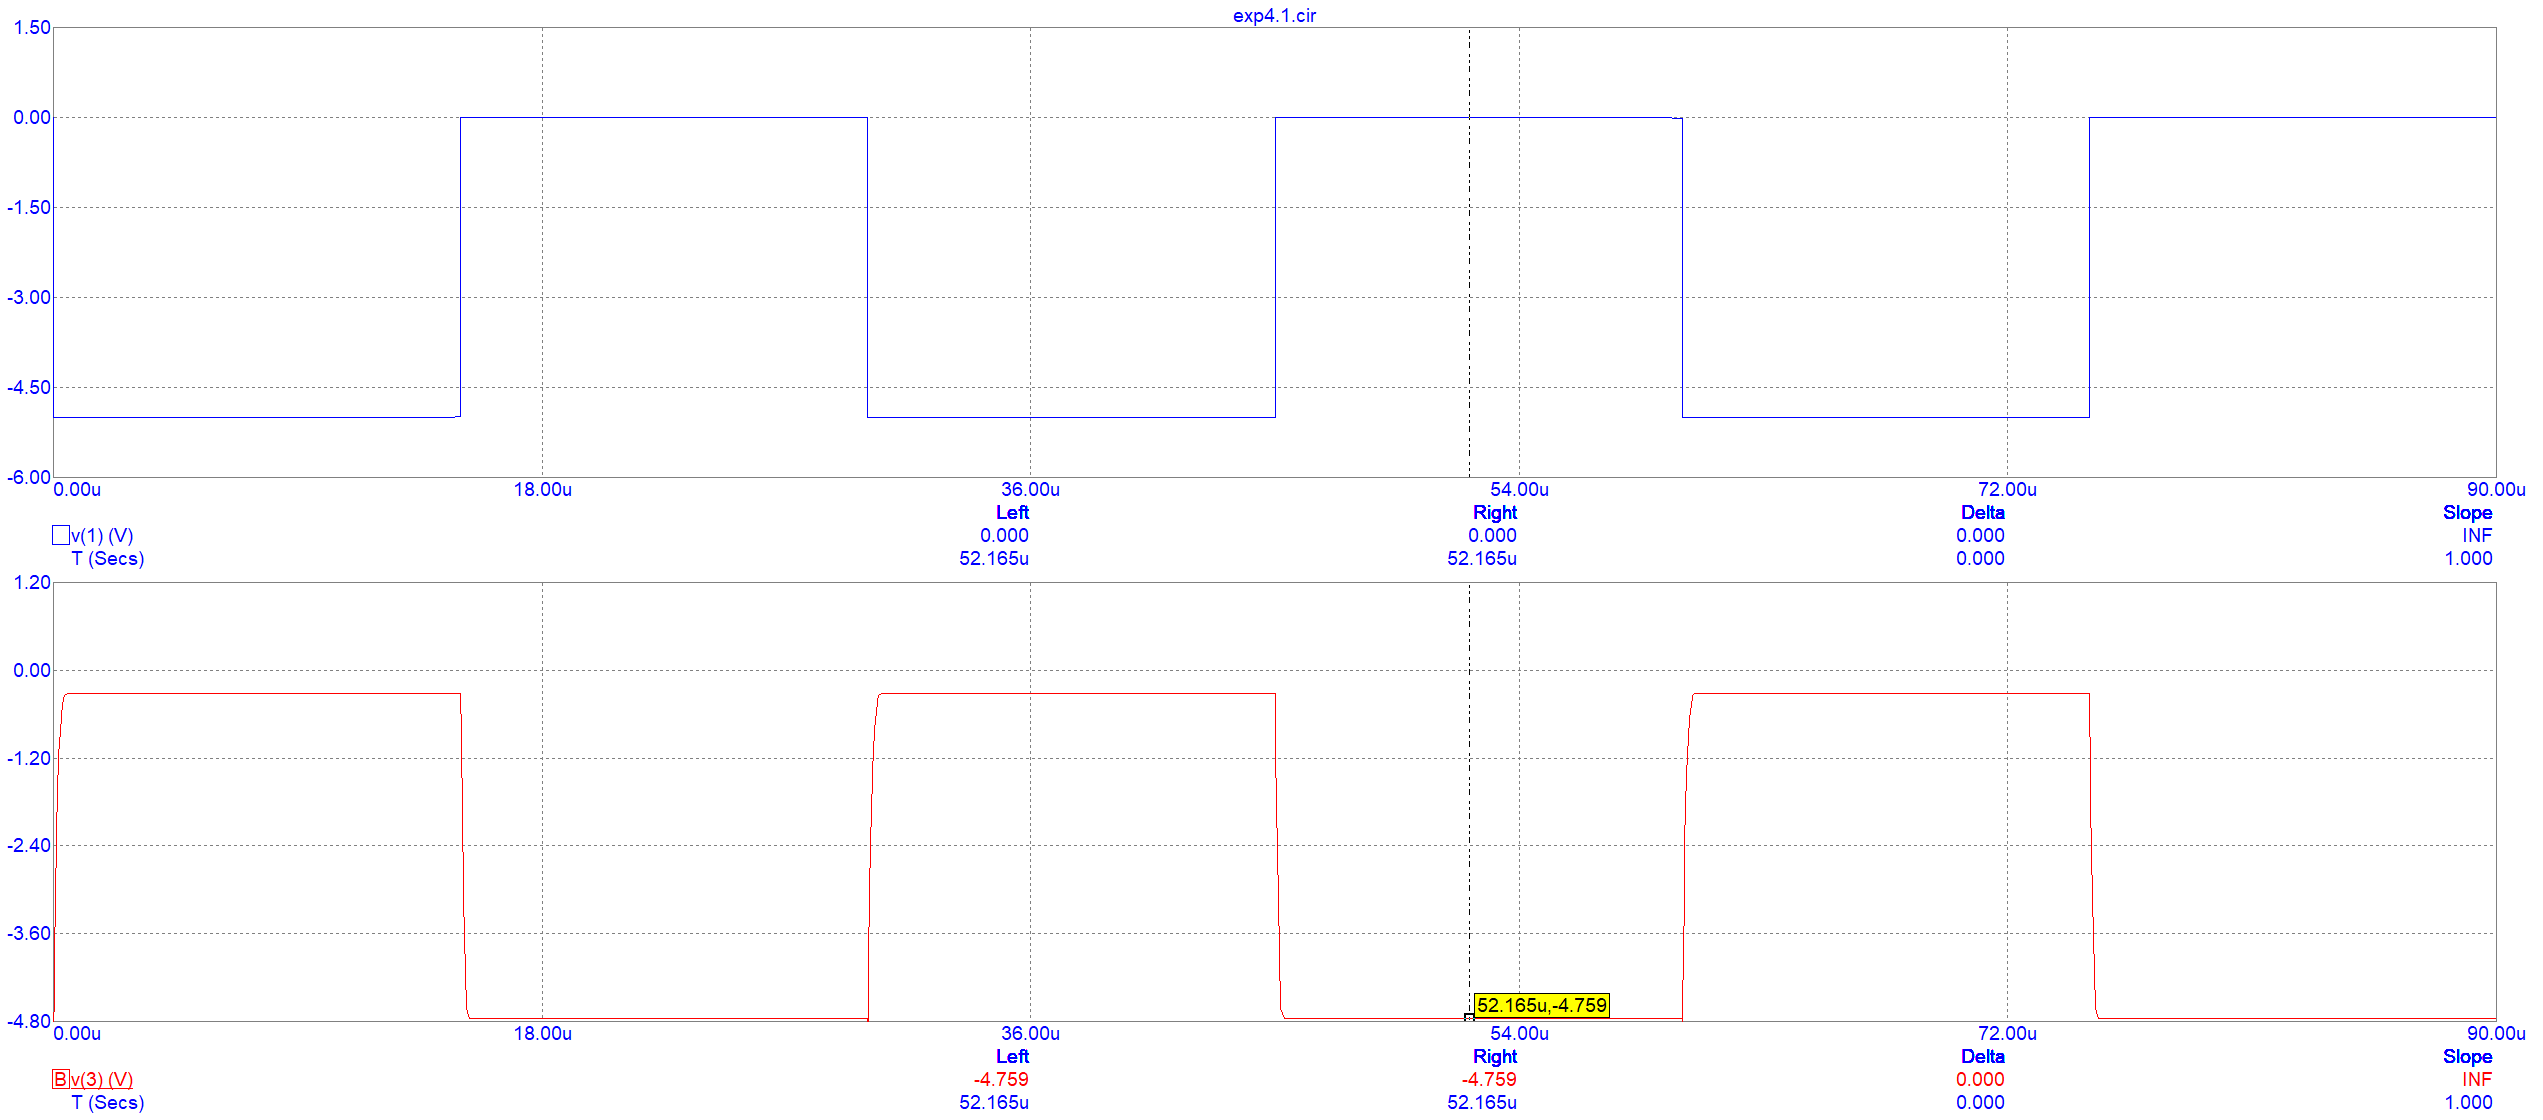 exp4.1.cir
1.50
0.00
-1.50
-3.00
-4.50
-6.00
0.00u 18.00u 36.00u 54.00u 72.00u 90.00u
Left Right Delta Slope
v(1) (V) 0.000 0.000 0.000 INF
T (Secs) 52.165u 52.165u 0.000 1.000
1.20
0.00
-1.20
-2.40
-3.60
52.165u,-4.759
-4.80
0.00u 18.00u 36.00u 54.00u 72.00u 90.00u
Left Right Delta Slope
B v(3) (V) -4.759 -4.759 0.000 INF
T (Secs) 52.165u 52.165u 0.000 1.000